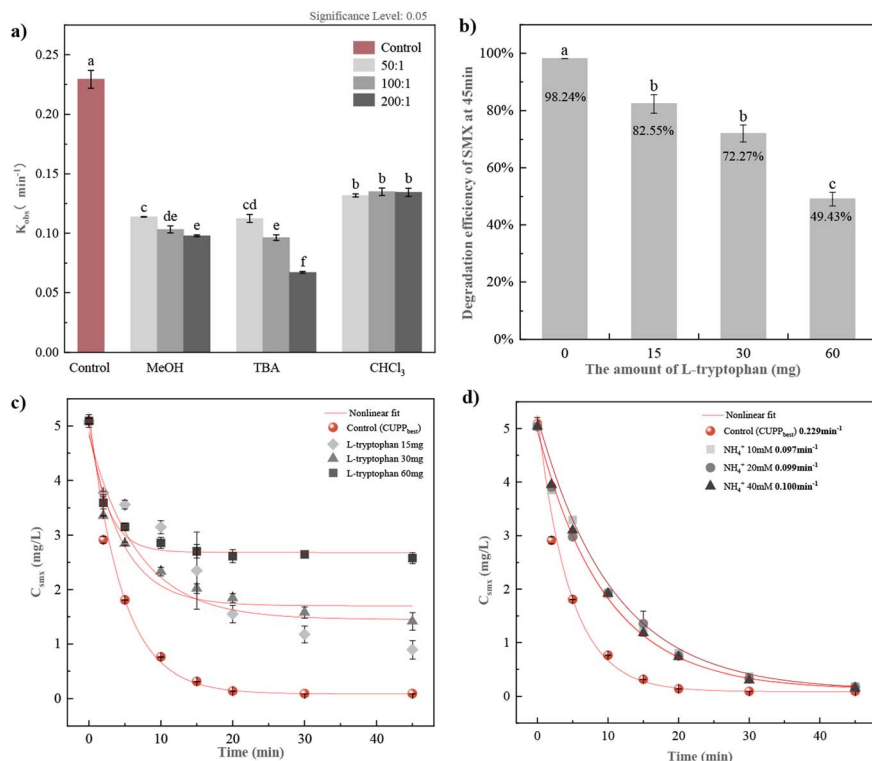 Significance Level: 0.05
a)
Control
50:1
100:1
200:1
a
c
de
e
cd
e
f
b
b
b
0.25
0.20
0.15
0.10
0.05
0.00
K_obs( min⁻¹)
Control
MeOH
TBA
CHCl₃
b)
a
b
b
c
98.24%
82.55%
72.27%
49.43%
100%
80%
60%
40%
20%
0%
Degradation efficiency of SMX at 45min
0
15
30
60
The amount of L-tryptophan (mg)
c)
Nonlinear fit
Control (CUPP_best)
L-tryptophan 15mg
L-tryptophan 30mg
L-tryptophan 60mg
5
4
3
2
1
0
C_smx (mg/L)
0
10
20
30
40
Time (min)
d)
Nonlinear fit
Control (CUPP_best) 0.229min⁻¹
NH₄⁺ 10mM 0.097min⁻¹
NH₄⁺ 20mM 0.099min⁻¹
NH₄⁺ 40mM 0.100min⁻¹
5
4
3
2
1
0
C_smx (mg/L)
0
10
20
30
40
Time (min)